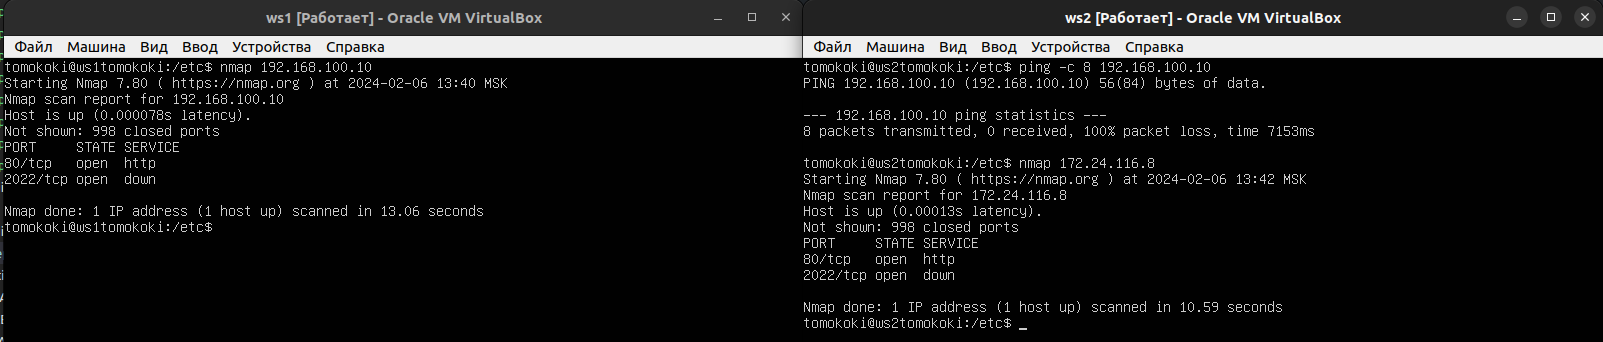 ws1 [Работает] - Oracle VM VirtualBox
Файл Машина Вид Ввод Устройства Справка
tomokoki@ws1tomokoki:/etc$ nmap 192.168.100.10
Starting Nmap 7.80 ( https://nmap.org ) at 2024-02-06 13:40 MSK
Nmap scan report for 192.168.100.10
Host is up (0.000078s latency).
Not shown: 998 closed ports
PORT     STATE SERVICE
80/tcp   open  http
2022/tcp open  down
Nmap done: 1 IP address (1 host up) scanned in 13.06 seconds
tomokoki@ws1tomokoki:/etc$
ws2 [Работает] - Oracle VM VirtualBox
Файл Машина Вид Ввод Устройства Справка
tomokoki@ws2tomokoki:/etc$ ping -c 8 192.168.100.10
PING 192.168.100.10 (192.168.100.10) 56(84) bytes of data.
--- 192.168.100.10 ping statistics ---
8 packets transmitted, 0 received, 100% packet loss, time 7153ms
tomokoki@ws2tomokoki:/etc$ nmap 172.24.116.8
Starting Nmap 7.80 ( https://nmap.org ) at 2024-02-06 13:42 MSK
Nmap scan report for 172.24.116.8
Host is up (0.00013s latency).
Not shown: 998 closed ports
PORT     STATE SERVICE
80/tcp   open  http
2022/tcp open  down
Nmap done: 1 IP address (1 host up) scanned in 10.59 seconds
tomokoki@ws2tomokoki:/etc$ _